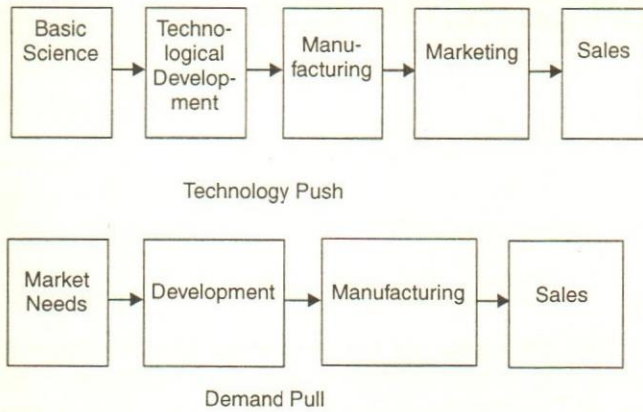 Basic
Science
Techno-
logical
Develop-
ment
Manu-
facturing
Marketing
Sales
Technology Push
Market
Needs
Development
Manufacturing
Sales
Demand Pull